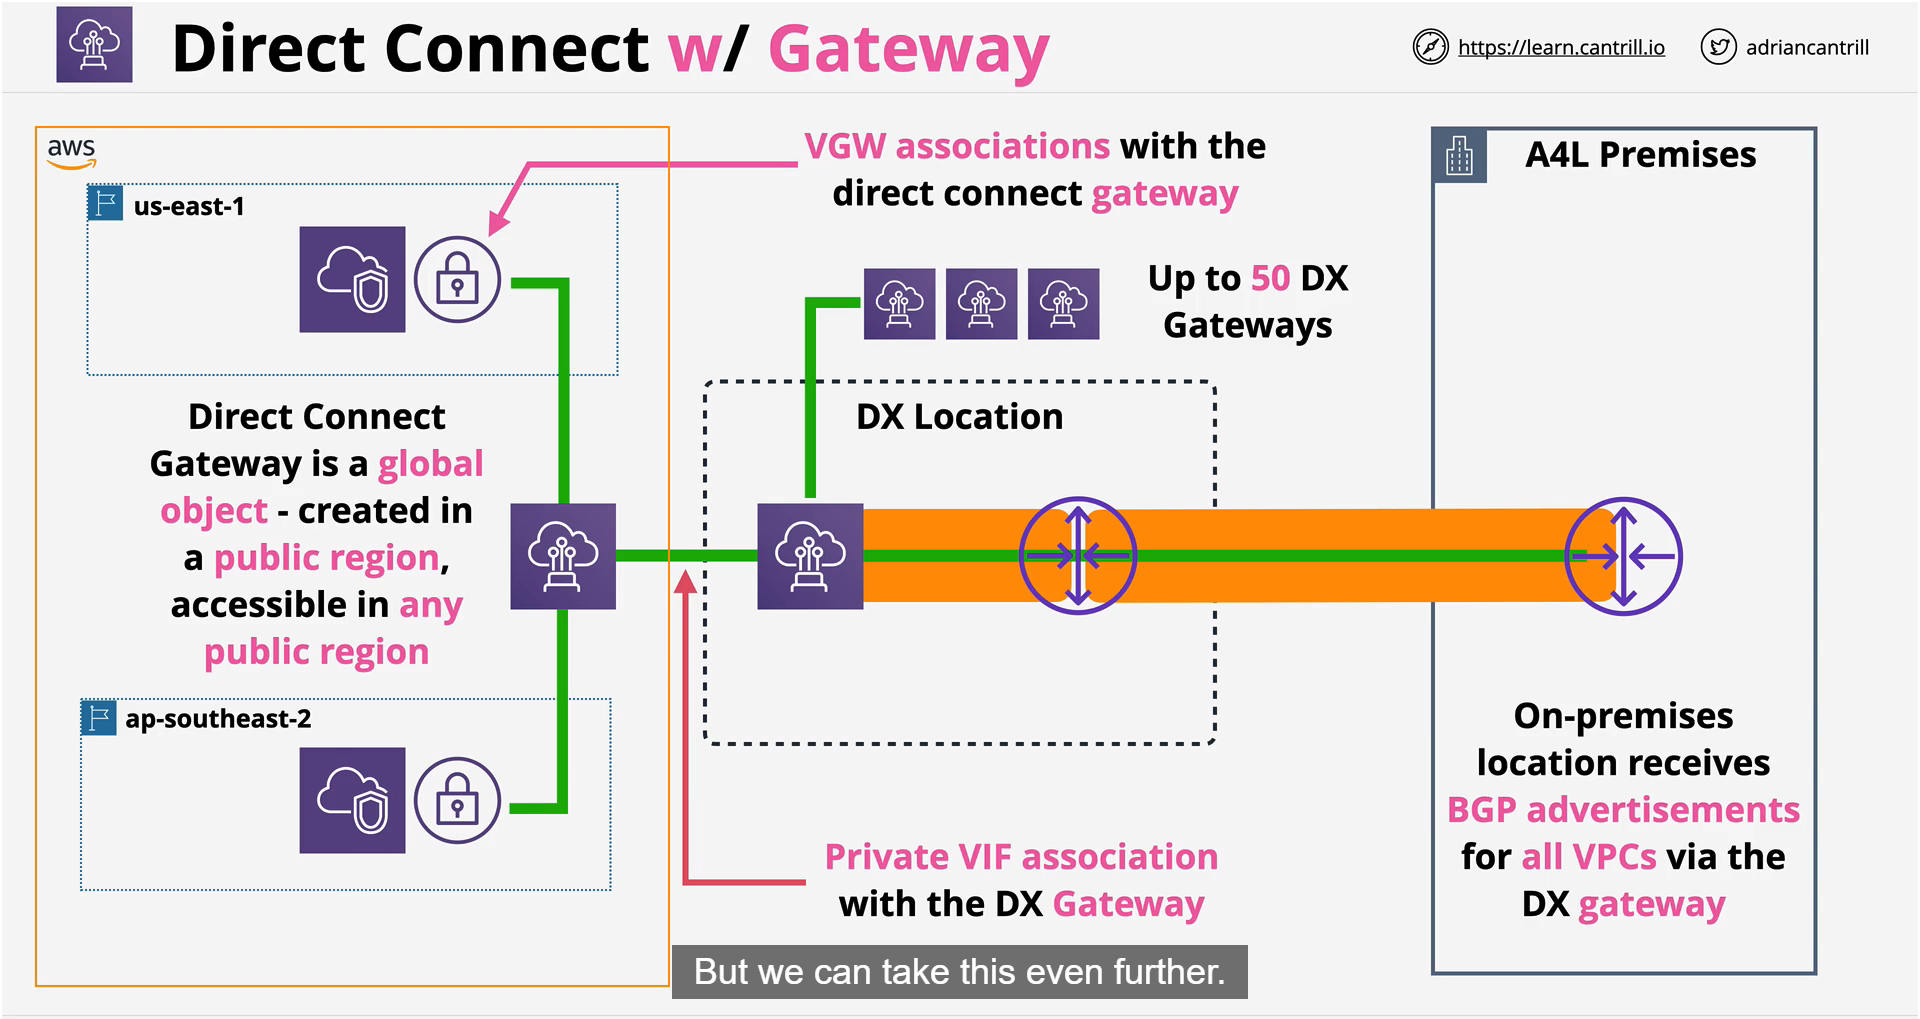 Direct Connect w/ Gateway
https://learn.cantrill.io
adriancantrill
aws
us-east-1
VGW associations with the
direct connect gateway
A4L Premises
Up to 50 DX
Gateways
Direct Connect
Gateway is a global
object - created in
a public region,
accessible in any
public region
DX Location
ap-southeast-2
Private VIF association
with the DX Gateway
On-premises
location receives
BGP advertisements
for all VPCs via the
DX gateway
But we can take this even further.